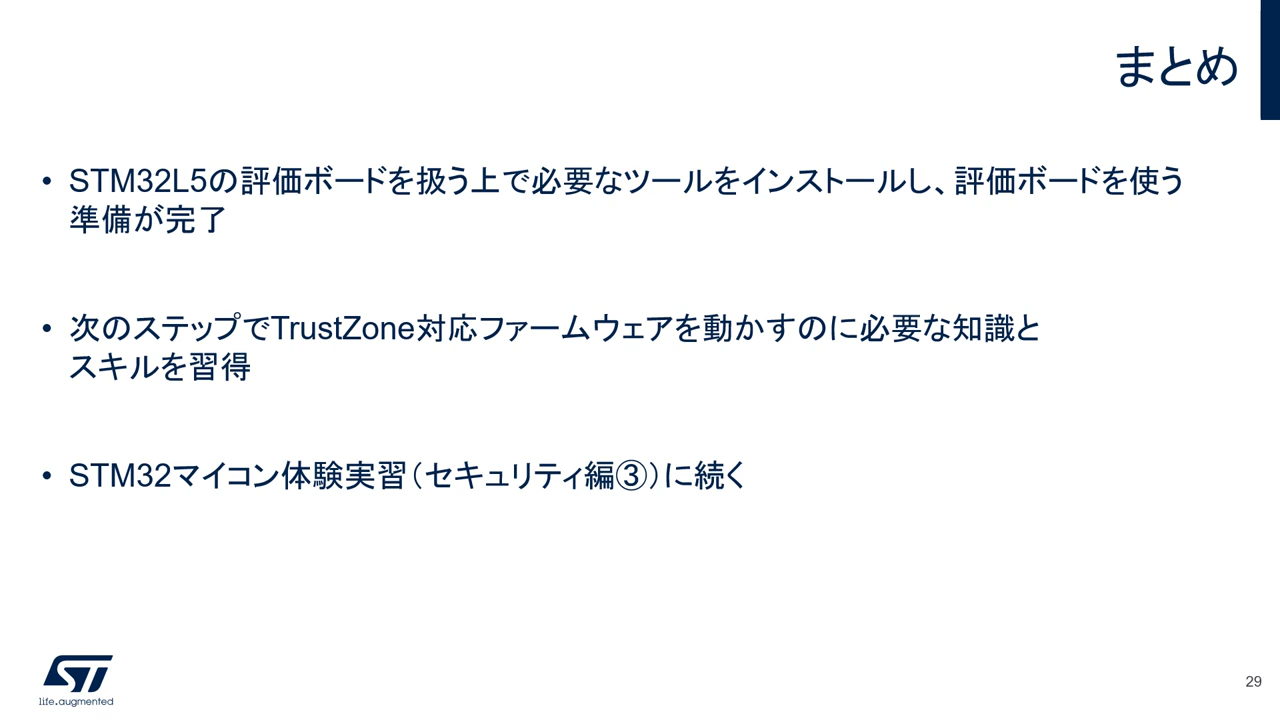 まとめ
• STM32L5の評価ボードを扱う上で必要なツールをインストールし、評価ボードを使う
準備が完了
• 次のステップでTrustZone対応ファームウェアを動かすのに必要な知識と
スキルを習得
• STM32マイコン体験実習(セキュリティ編③)に続く
ST
life.augmented
29